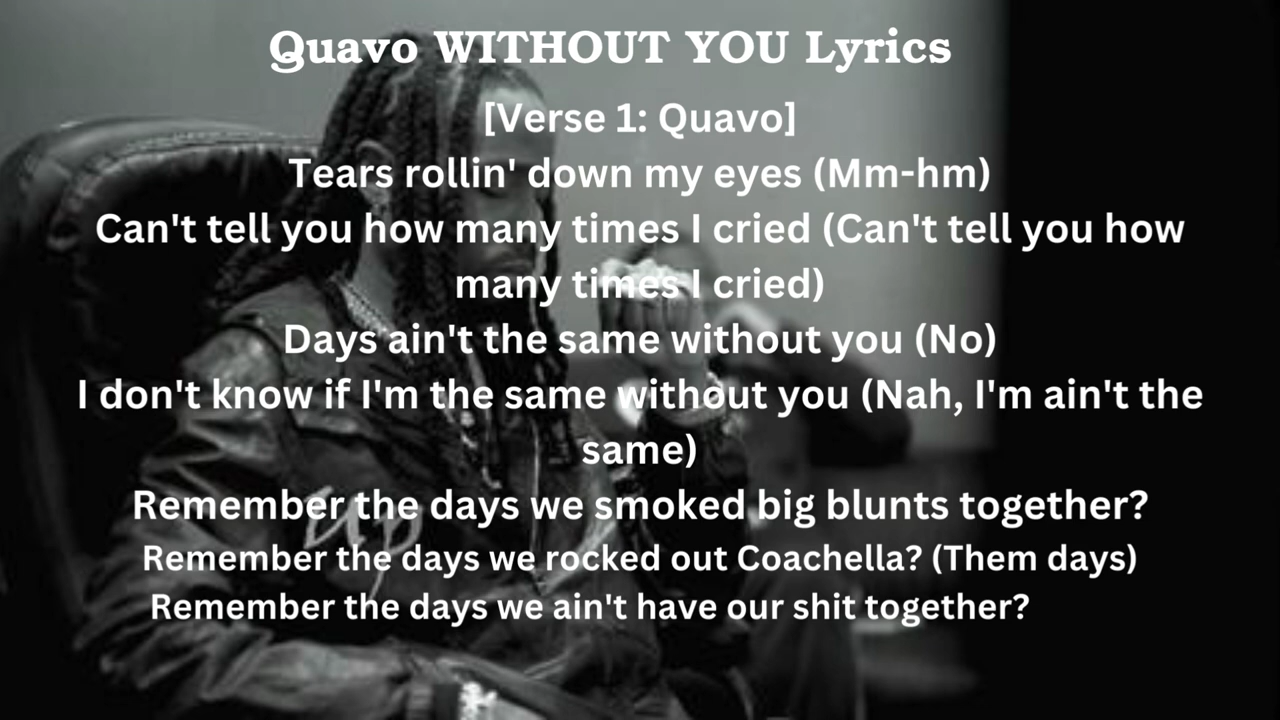 Quavo WITHOUT YOU Lyrics
[Verse 1: Quavo]
Tears rollin' down my eyes (Mm-hm)
Can't tell you how many times I cried (Can't tell you how
many times I cried)
Days ain't the same without you (No)
I don't know if I'm the same without you (Nah, I'm ain't the
same)
Remember the days we smoked big blunts together?
Remember the days we rocked out Coachella? (Them days)
Remember the days we ain't have our shit together?